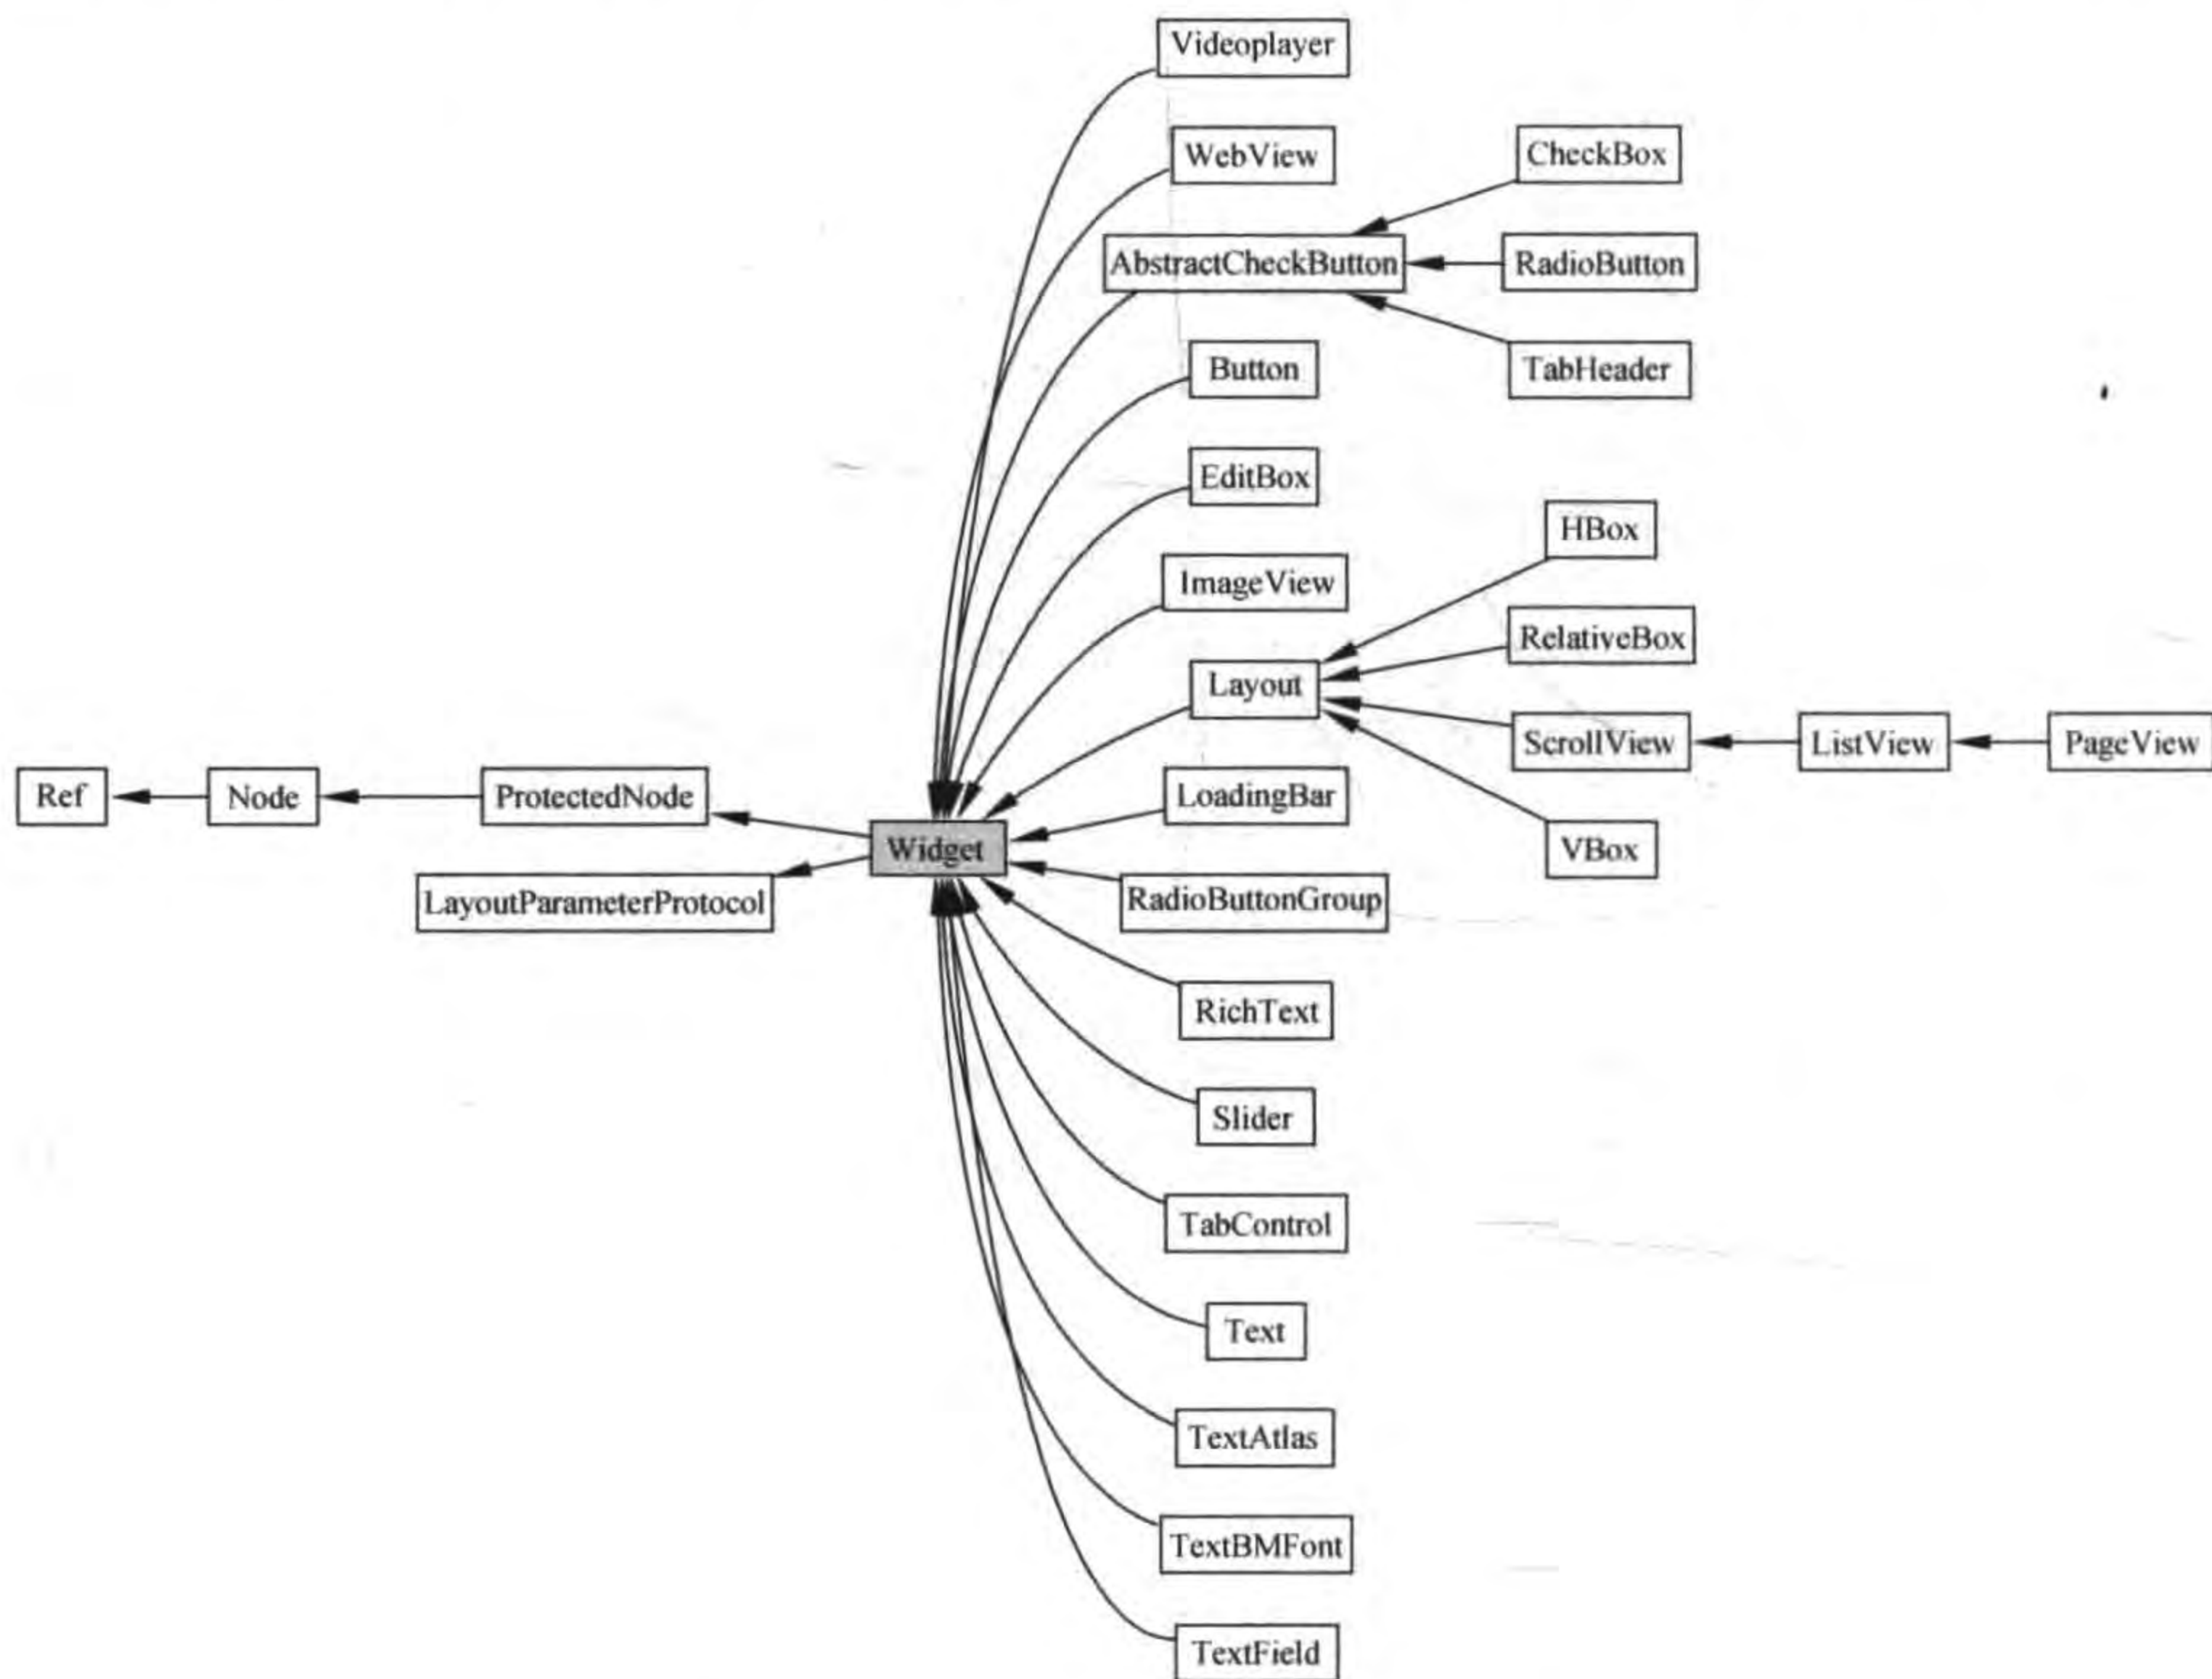 Videoplayer
WebView
CheckBox
AbstractCheckButton
RadioButton
Button
TabHeader
EditBox
HBox
ImageView
RelativeBox
Layout
ScrollView
ListView
PageView
Ref
Node
ProtectedNode
LoadingBar
Widget
VBox
LayoutParameterProtocol
RadioButtonGroup
RichText
Slider
TabControl
Text
TextAtlas
TextBMFont
TextField